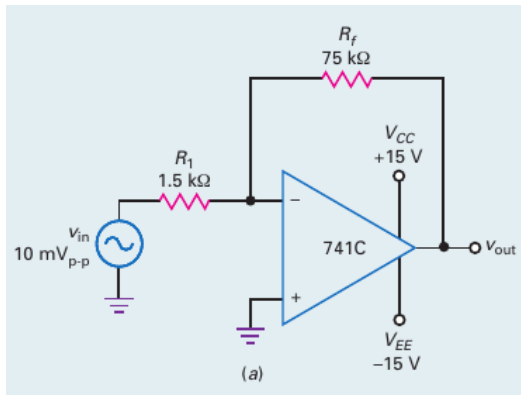 R_f
75 kΩ
V_CC
+15 V
R_1
1.5 kΩ
−
v_in
10 mV_p-p
741C
v_out
+
V_EE
−15 V
(a)